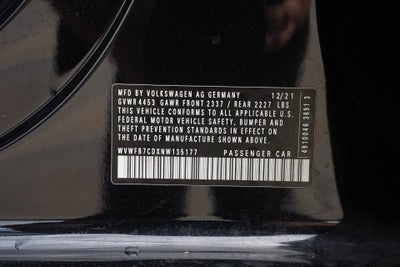 MFD BY VOLKSWAGEN AG GERMANY 12/21
GVWR 4453 GAWR FRONT 2337 / REAR 2227 LBS
THIS VEHICLE CONFORMS TO ALL APPLICABLE U.S.
FEDERAL MOTOR VEHICLE SAFETY, BUMPER AND
THEFT PREVENTION STANDARDS IN EFFECT ON
THE DATE OF MANUFACTURE SHOWN ABOVE.
WVWFB7CDXNW135177 PASSENGER CAR